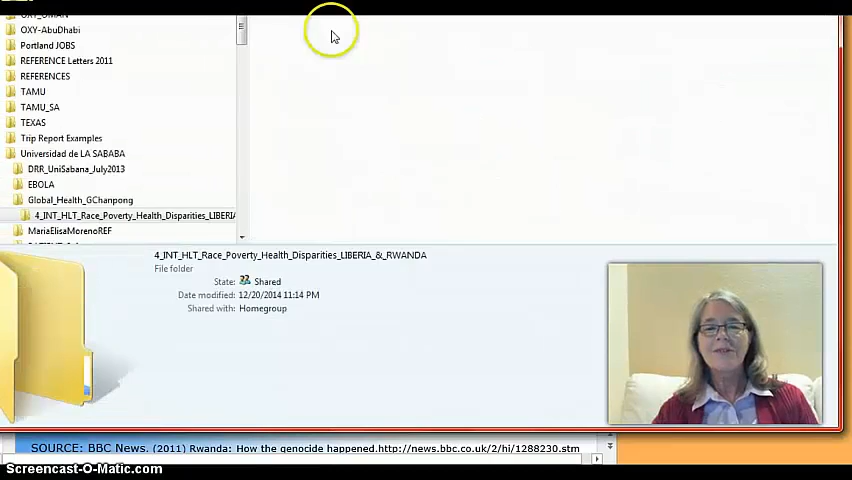 OXY_OMAN
OXY-AbuDhabi
Portland JOBS
REFERENCE Letters 2011
REFERENCES
TAMU
TAMU_SA
TEXAS
Trip Report Examples
Universidad de LA SABABA
DRR_UniSabana_July2013
EBOLA
Global_Health_GChanpong
4_INT_HLT_Race_Poverty_Health_Disparities_LIBERIA
MariaElisaMorenoREF
4_INT_HLT_Race_Poverty_Health_Disparities_LIBERIA_&_RWANDA
File folder
State: Shared
Date modified: 12/20/2014 11:14 PM
Shared with: Homegroup
SOURCE: BBC News. (2011) Rwanda: How the genocide happened.http://news.bbc.co.uk/2/hi/1288230.stm
Screencast-O-Matic.com